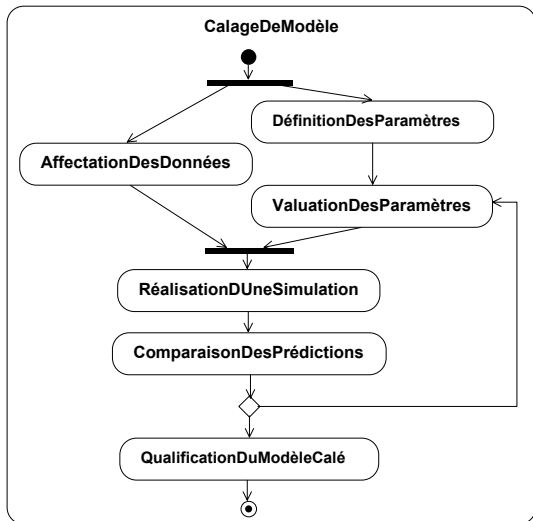 CalageDeModèle
DéfinitionDesParamètres
AffectationDesDonnées
ValuationDesParamètres
RéalisationDUneSimulation
ComparaisonDesPrédictions
QualificationDuModèleCalé